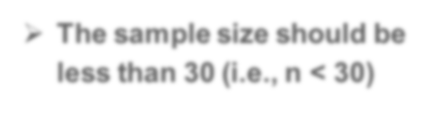 ➢ The sample size should be
less than 30 (i.e., n < 30)